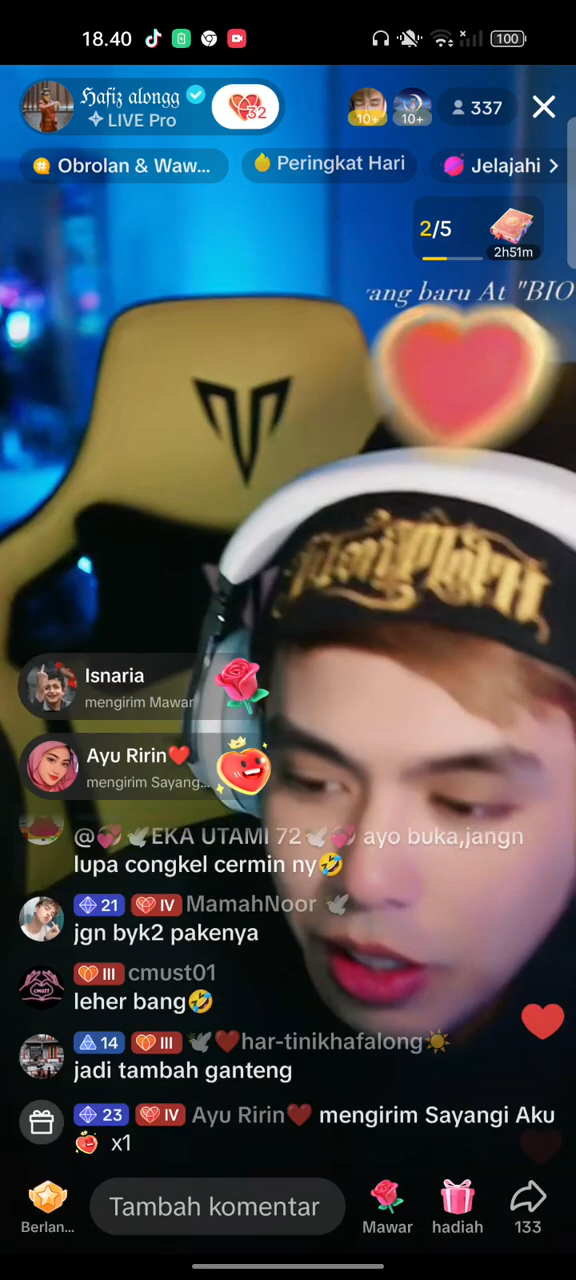 18.40
100
ℌ𝔞𝔣𝔦𝔷 𝔞𝔩𝔬𝔫𝔤𝔤
LIVE Pro
32
10+
10+
337
Obrolan & Waw...
Peringkat Hari
Jelajahi >
2/5
2h51m
ang baru At "BIO
Isnaria
mengirim Mawar
Ayu Ririn❤️
mengirim Sayang...
@💞🕊️EKA UTAMI 72🕊️💞 ayo buka,jangn
lupa congkel cermin ny🤣
21 IV MamahNoor 🕊️
jgn byk2 pakenya
III cmust01
leher bang🤣
14 III 🕊️❤️har-tinikhafalong☀️
jadi tambah ganteng
23 IV Ayu Ririn❤️ mengirim Sayangi Aku
x1
Berlan...
Tambah komentar
Mawar
hadiah
133